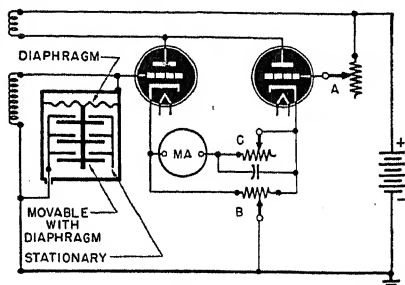 DIAPHRAGM
A
C
MA
B
+
-
MOVABLE
WITH
DIAPHRAGM
STATIONARY